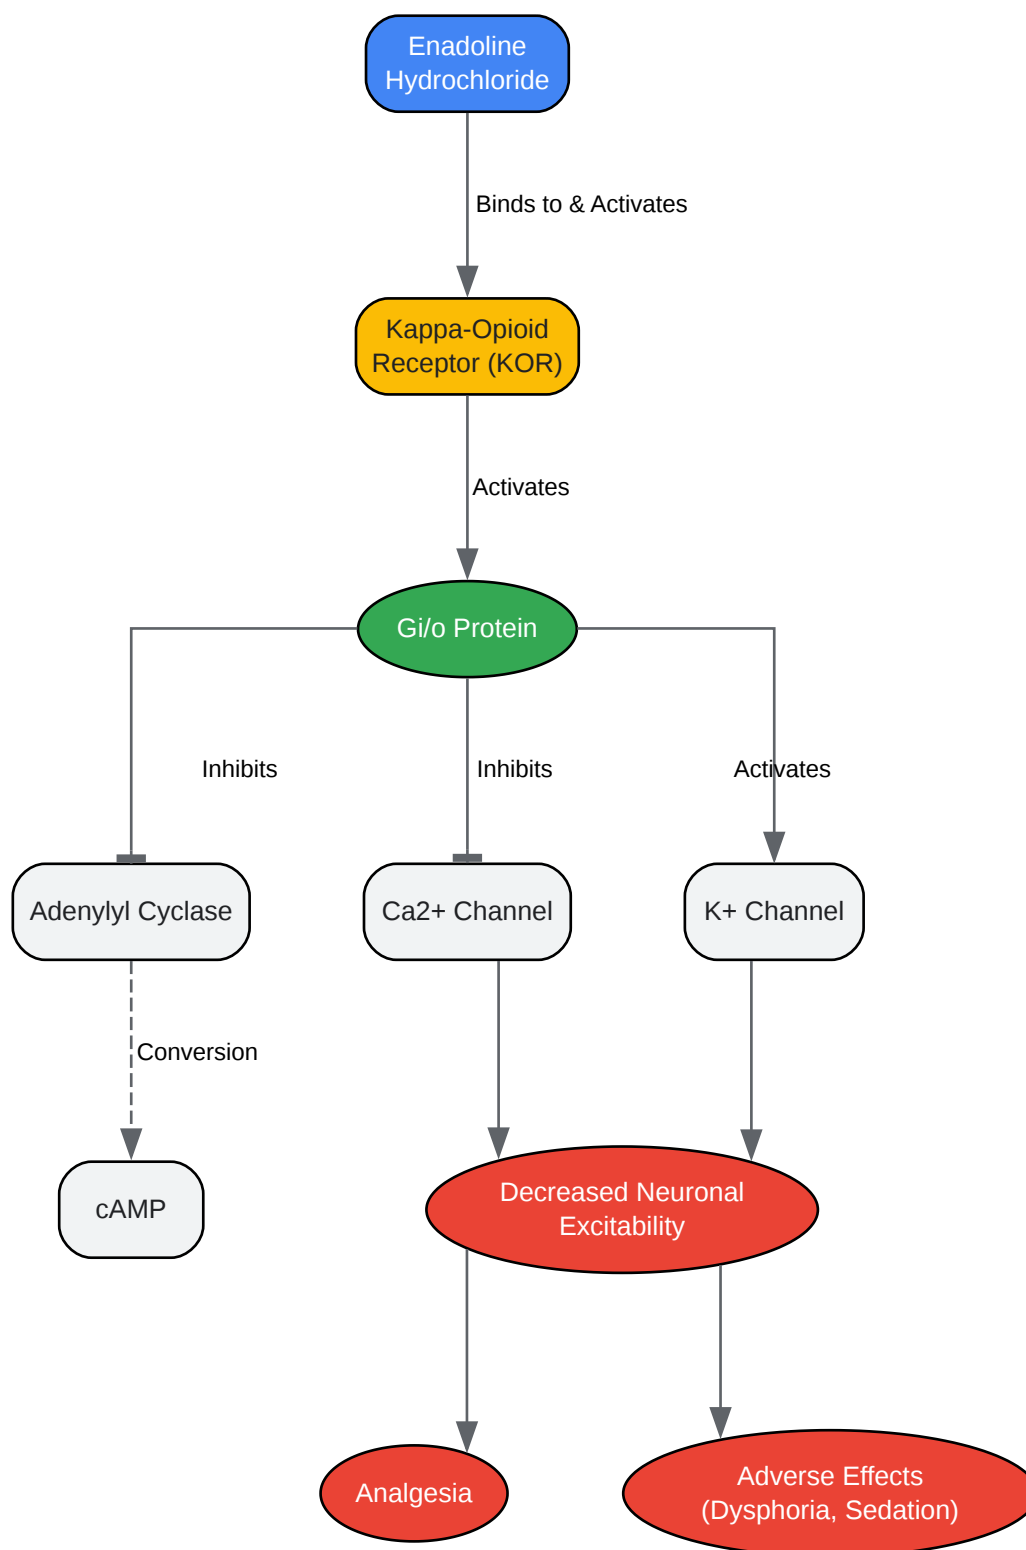 Enadoline
Hydrochloride
Binds to & Activates
Kappa-Opioid
Receptor (KOR)
Activates
Gi/o Protein
Inhibits
Inhibits
Activates
Adenylyl Cyclase
Ca2+ Channel
K+ Channel
Conversion
cAMP
Decreased Neuronal
Excitability
Analgesia
Adverse Effects
(Dysphoria, Sedation)